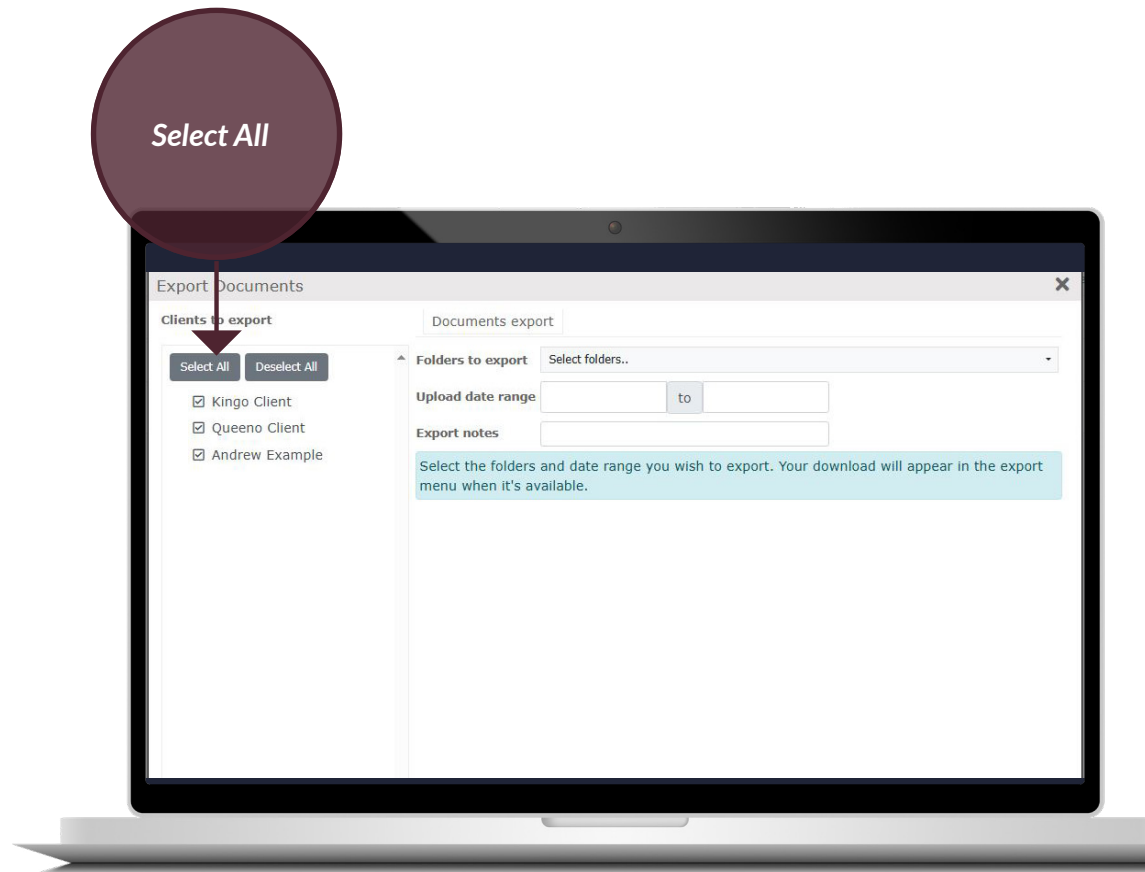 Select All
Export Documents
Clients to export
Documents export
Select All Deselect All
Kingo Client
Queeno Client
Andrew Example
Folders to export Select folders..
Upload date range to
Export notes
Select the folders and date range you wish to export. Your download will appear in the export
menu when it's available.